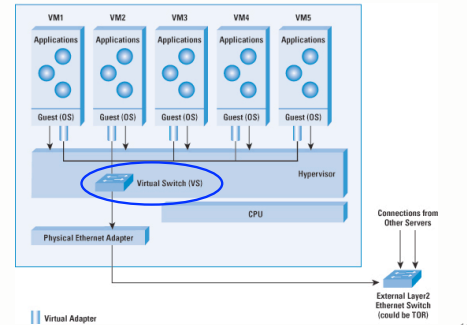 VM1 VM2 VM3 VM4 VM5
Applications Applications Applications Applications Applications
Guest (OS) Guest (OS) Guest (OS) Guest (OS) Guest (OS)
Hypervisor
Virtual Switch (VS)
CPU
Physical Ethernet Adapter
Connections from
Other Servers
External Layer2
Ethernet Switch
(could be TOR)
Virtual Adapter